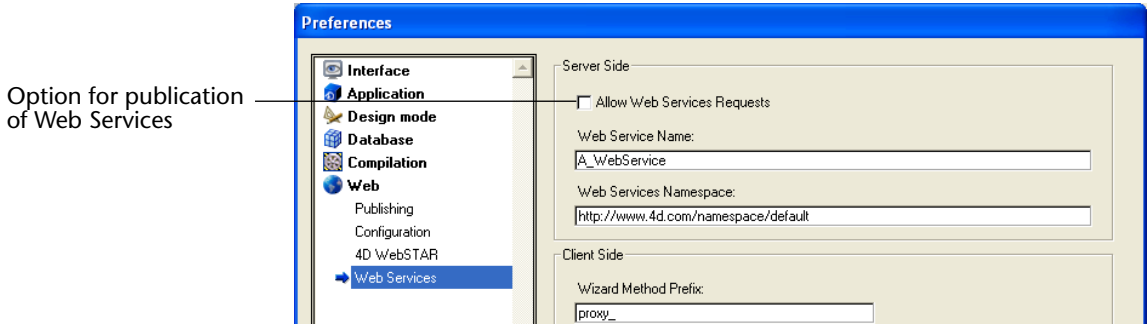 Preferences
Option for publication
of Web Services
Interface
Application
Design mode
Database
Compilation
Web
Publishing
Configuration
4D WebSTAR
Web Services
Server Side
Allow Web Services Requests
Web Service Name:
A_WebService
Web Services Namespace:
http://www.4d.com/namespace/default
Client Side
Wizard Method Prefix:
proxy_